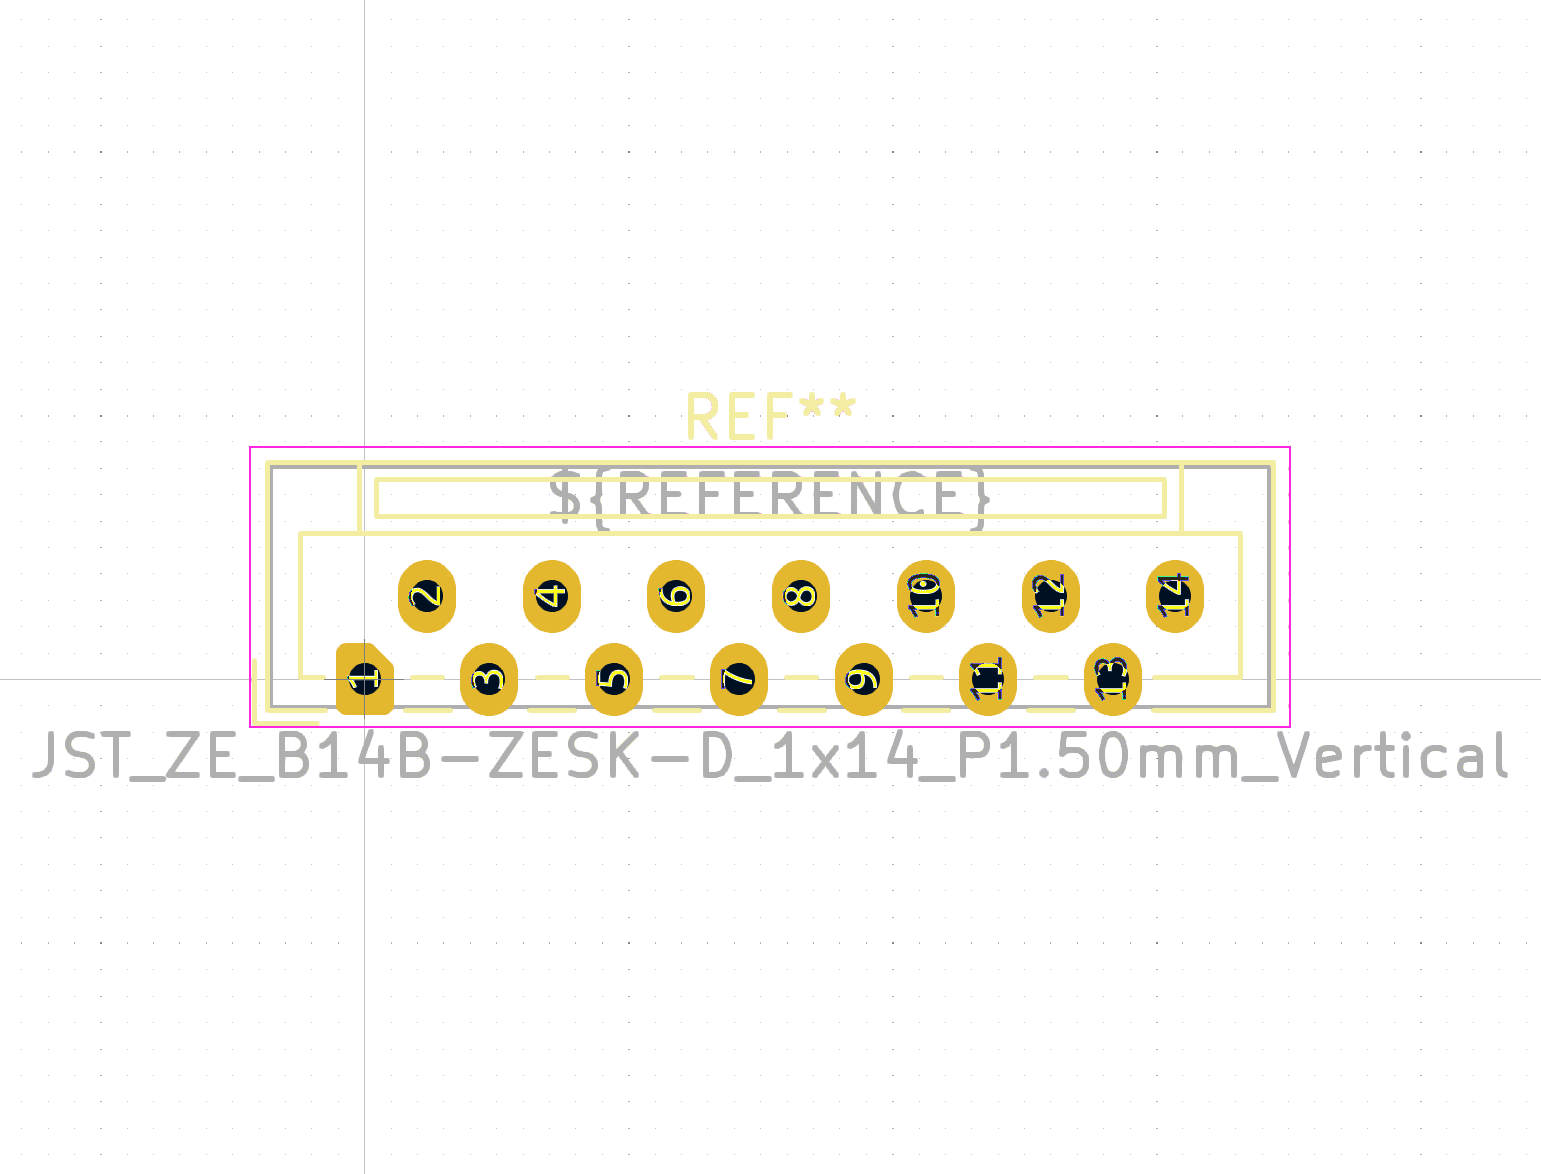 REF**
${REFERENCE}
2 4 6 8 10 12 14
1 3 5 7 9 11 13
JST_ZE_B14B-ZESK-D_1x14_P1.50mm_Vertical